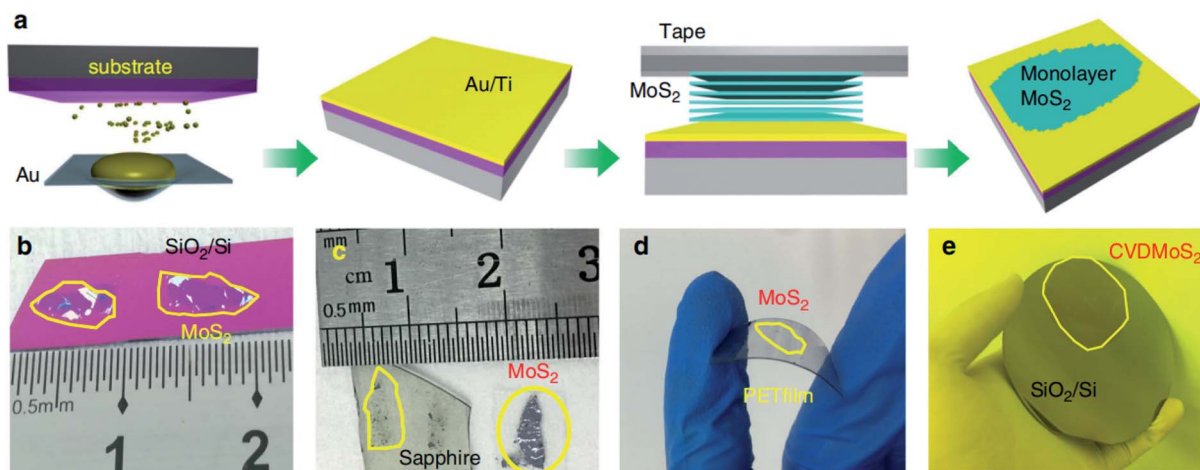 a
substrate
Au
Au/Ti
Tape
MoS2
Monolayer
MoS2
b
SiO2/Si
MoS2
0.5mm
1
2
c
mm
cm
1
2
3
0.5mm
MoS2
Sapphire
d
MoS2
PETfilm
e
CVDMoS2
SiO2/Si